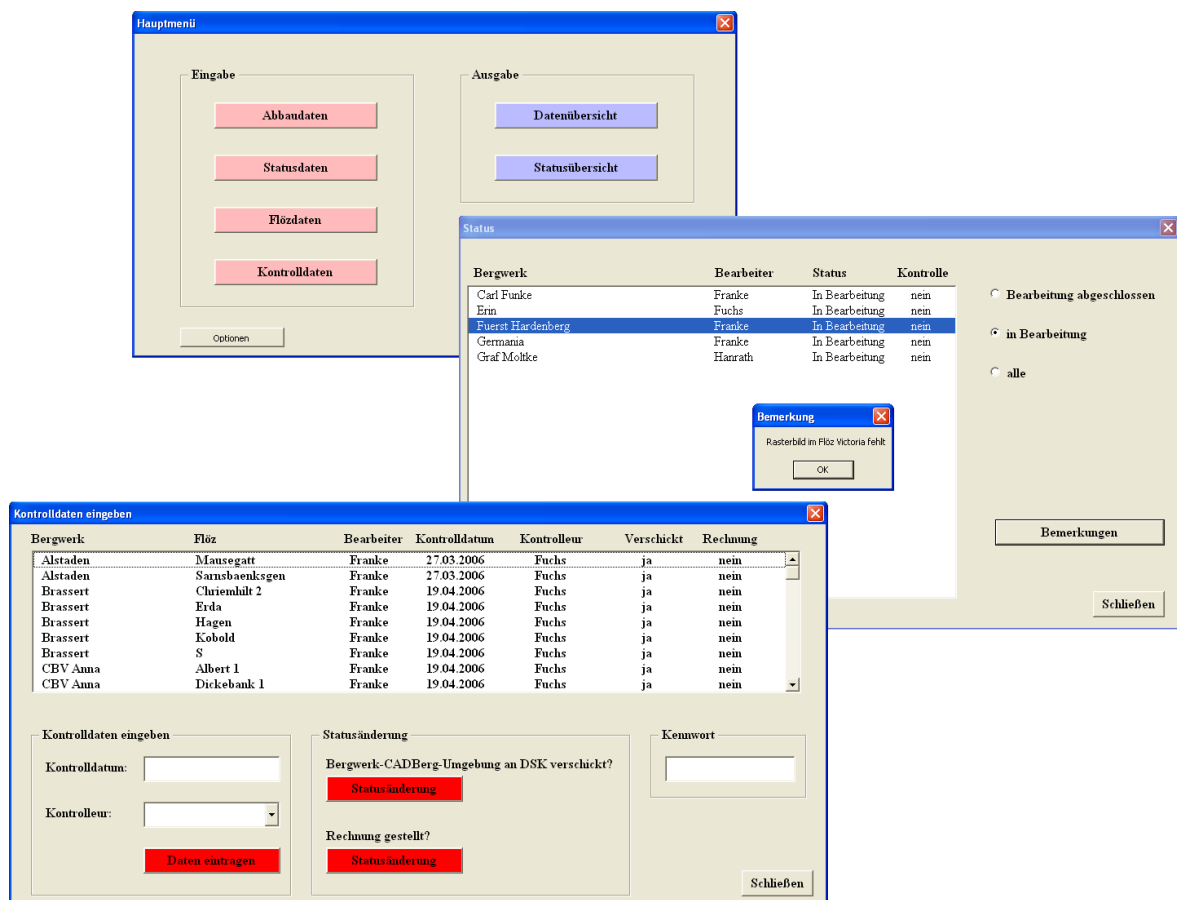 Hauptmenü
Eingabe
Abbaudaten
Statusdaten
Flözdaten
Kontrolldaten
Optionen
Ausgabe
Datenübersicht
Statusübersicht
Status
Bergwerk Bearbeiter Status Kontrolle
Carl Funke Franke In Bearbeitung nein
Erin Fuchs In Bearbeitung nein
Fuerst Hardenberg Franke In Bearbeitung nein
Germania Franke In Bearbeitung nein
Graf Moltke Hanrath In Bearbeitung nein
Bearbeitung abgeschlossen
in Bearbeitung
alle
Bemerkung
Rasterbild im Flöz Victoria fehlt
OK
Bemerkungen
Schließen
Kontrolldaten eingeben
Bergwerk Flöz Bearbeiter Kontrolldatum Kontrolleur Verschickt Rechnung
Alstaden Mausegatt Franke 27.03.2006 Fuchs ja nein
Alstaden Sarnsbaenksgen Franke 27.03.2006 Fuchs ja nein
Brassert Chriemhilt 2 Franke 19.04.2006 Fuchs ja nein
Brassert Erda Franke 19.04.2006 Fuchs ja nein
Brassert Hagen Franke 19.04.2006 Fuchs ja nein
Brassert Kobold Franke 19.04.2006 Fuchs ja nein
Brassert S Franke 19.04.2006 Fuchs ja nein
CBV Anna Albert 1 Franke 19.04.2006 Fuchs ja nein
CBV Anna Dickebank 1 Franke 19.04.2006 Fuchs ja nein
Kontrolldaten eingeben
Kontrolldatum:
Kontrolleur:
Daten eintragen
Statusänderung
Bergwerk-CADBerg-Umgebung an DSK verschickt?
Statusänderung
Rechnung gestellt?
Statusänderung
Kennwort
Schließen